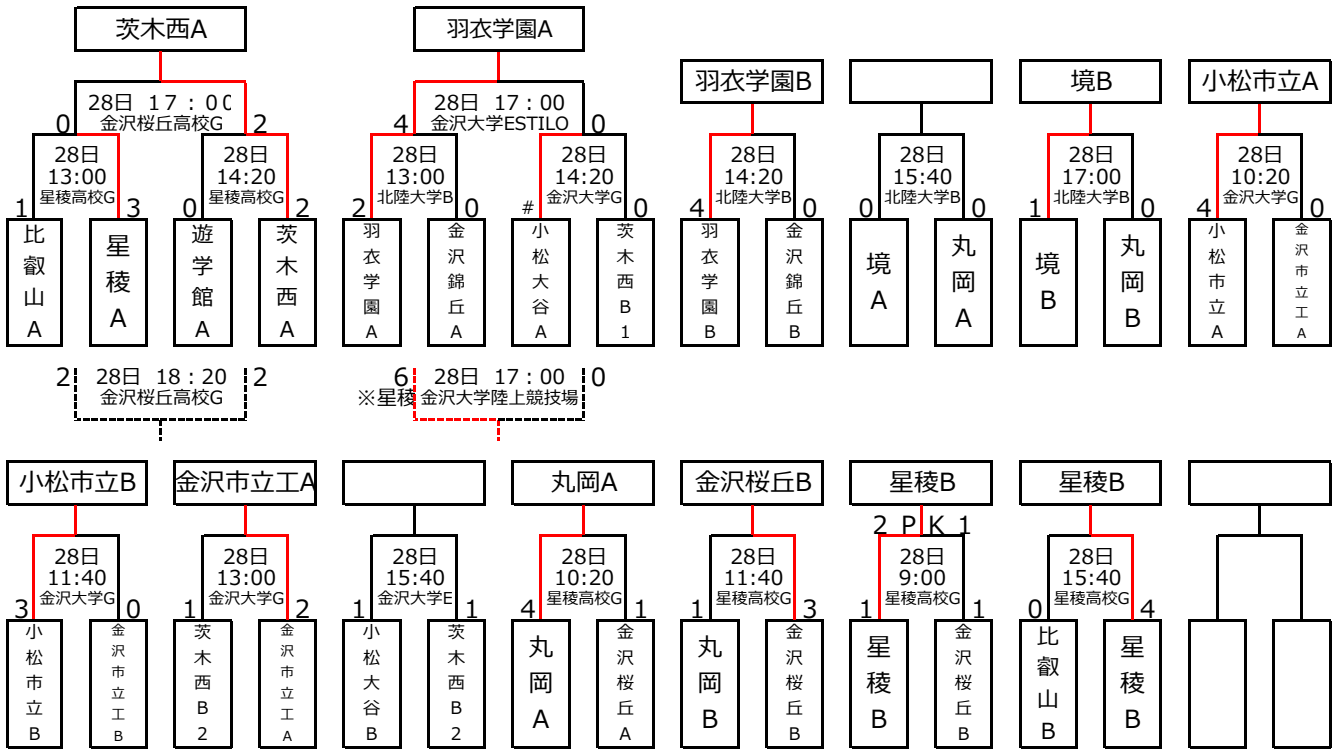 茨木西A
羽衣学園A
羽衣学園B
境B
小松市立A
28日 17：00
金沢桜丘高校G
0
2
28日 17：00
金沢大学ESTILO
4
0
28日
13:00
星稜高校G
1
3
28日
14:20
星稜高校G
0
2
28日
13:00
北陸大学B
2
0
28日
14:20
金沢大学G
#
0
28日
14:20
北陸大学B
4
0
28日
15:40
北陸大学B
0
0
28日
17:00
北陸大学B
1
0
28日
10:20
金沢大学G
4
0
比叡山A
星稜A
遊学館A
茨木西A
羽衣学園A
金沢錦丘A
小松大谷A
茨木西B1
羽衣学園B
金沢錦丘B
境A
丸岡A
境B
丸岡B
小松市立A
金沢市立工A
2
28日 18：20
2
金沢桜丘高校G
6
28日 17：00
0
※星稜
金沢大学陸上競技場
小松市立B
金沢市立工A
丸岡A
金沢桜丘B
星稜B
星稜B
28日
11:40
金沢大学G
3
0
28日
13:00
金沢大学G
1
2
28日
15:40
金沢大学E
1
1
28日
10:20
星稜高校G
4
1
28日
11:40
星稜高校G
1
3
2 P K 1
28日
9:00
星稜高校G
1
1
28日
15:40
星稜高校G
0
4
小松市立B
金沢市立工B
茨木西B2
金沢市立工A
小松大谷B
茨木西B2
丸岡A
金沢桜丘A
丸岡B
金沢桜丘B
星稜B
金沢桜丘B
比叡山B
星稜B